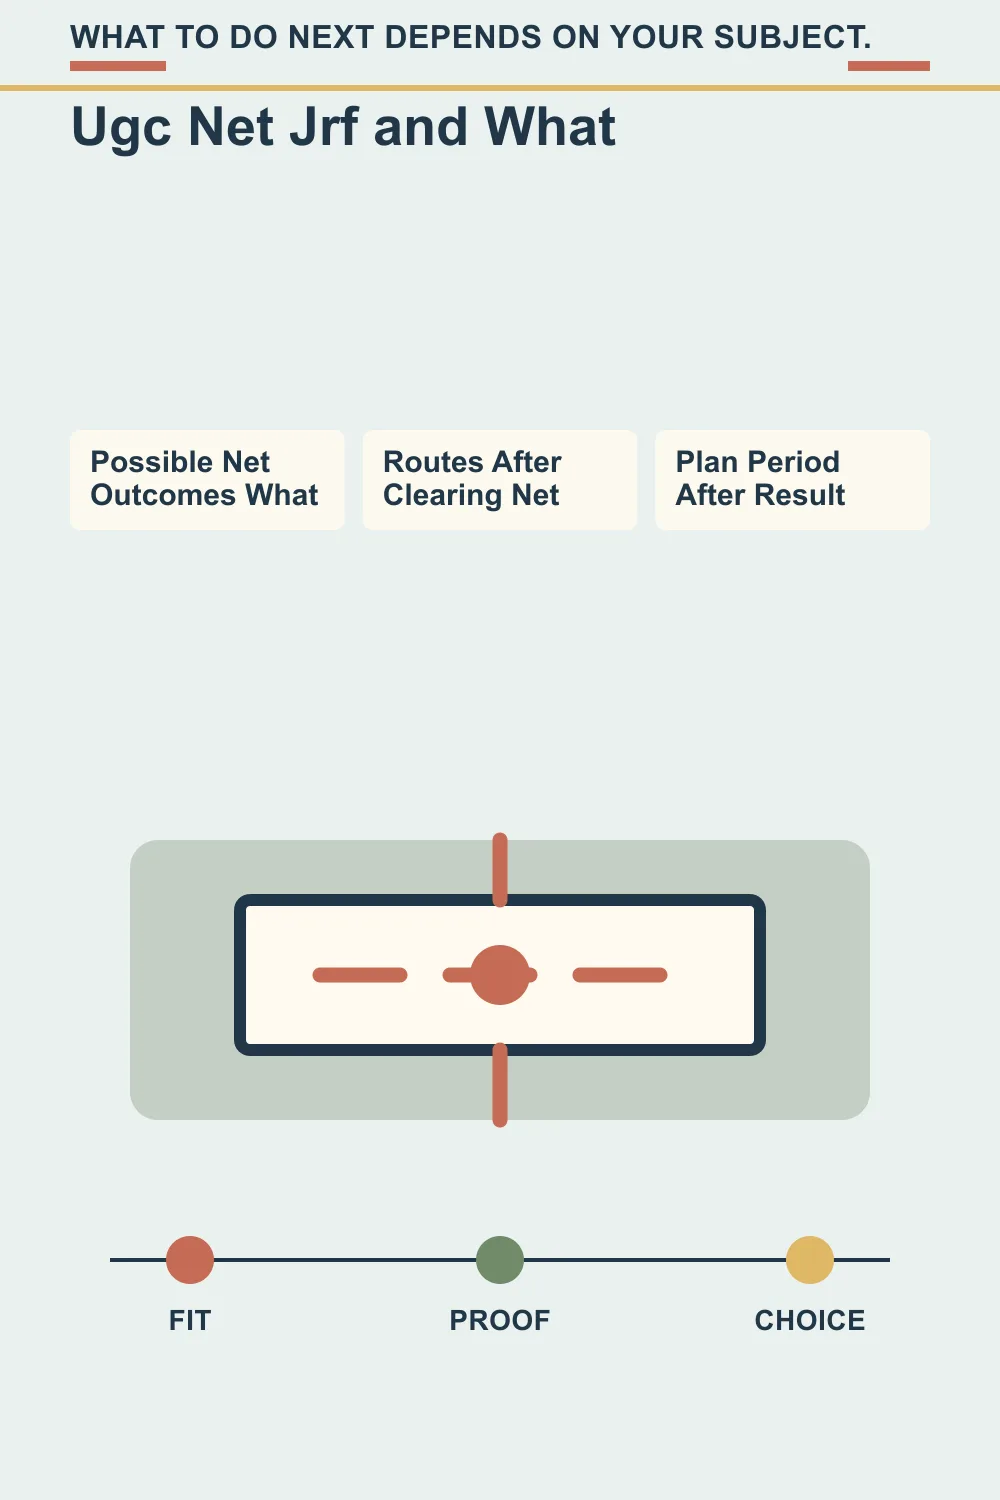 WHAT TO DO NEXT DEPENDS ON YOUR SUBJECT.
Ugc Net Jrf and What
Possible Net
Outcomes What
Routes After
Clearing Net
Plan Period
After Result
FIT
PROOF
CHOICE